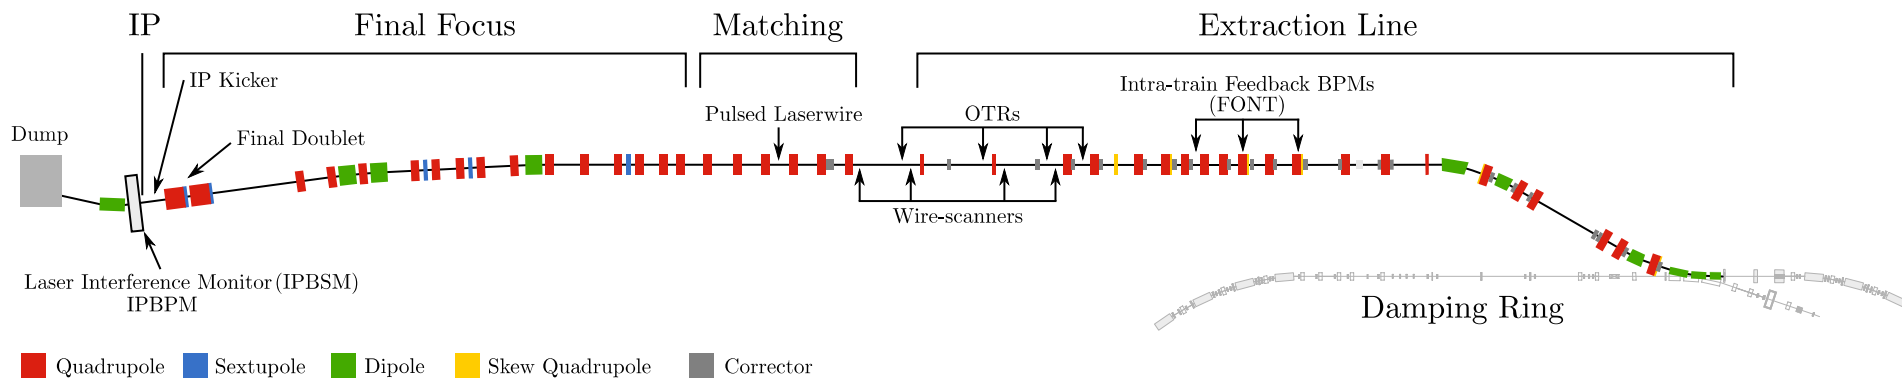 IP
Final Focus
Matching
Extraction Line
IP Kicker
Final Doublet
Dump
Pulsed Laserwire
OTRs
Intra-train Feedback BPMs
(FONT)
Wire-scanners
Laser Interference Monitor (IPBSM)
IPBPM
Damping Ring
Quadrupole
Sextupole
Dipole
Skew Quadrupole
Corrector